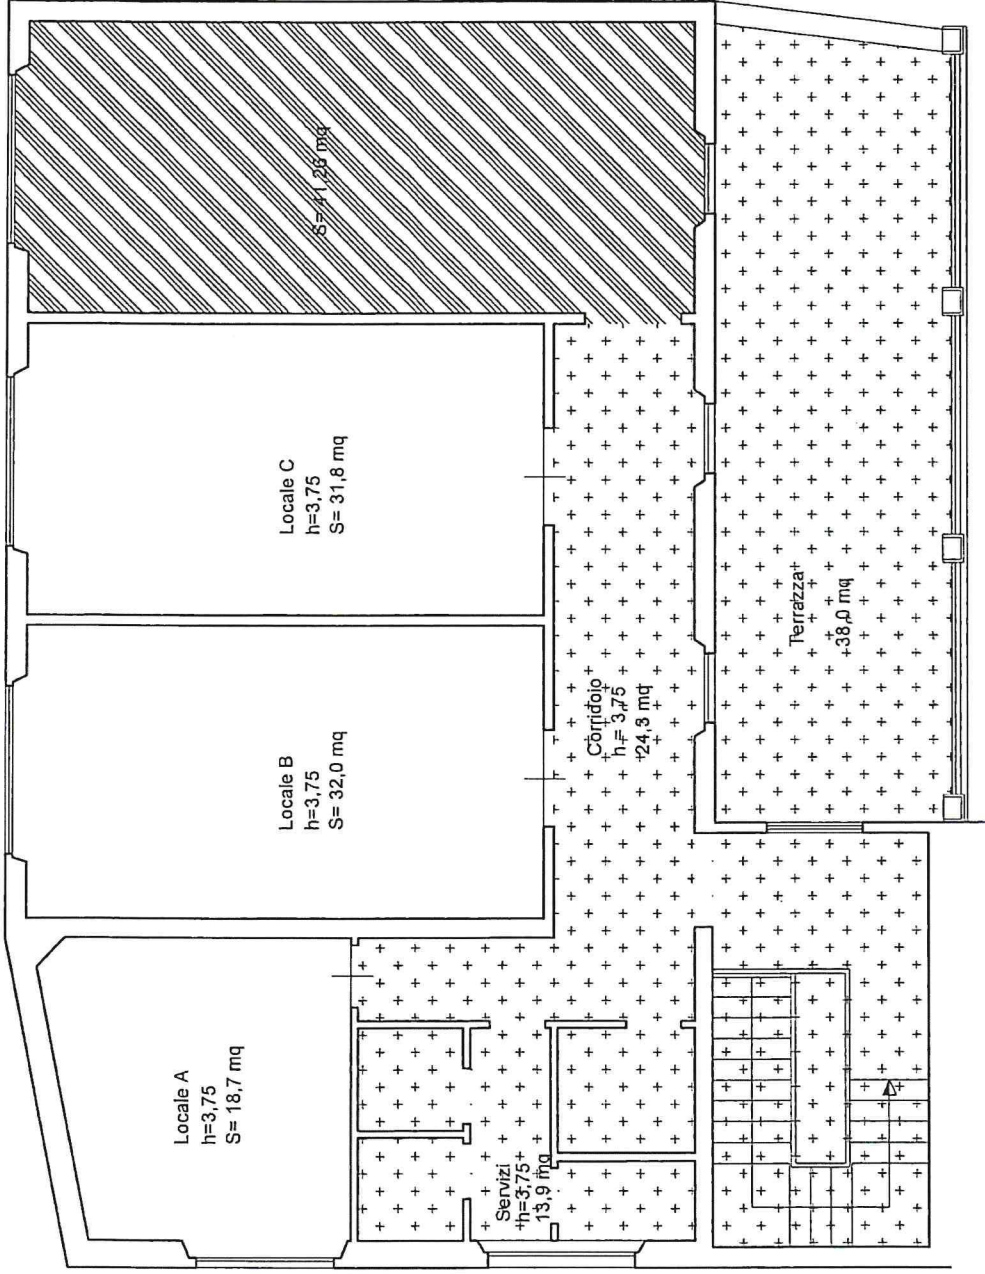 S= 41,26 mq
Locale C
h=3,75
S= 31,8 mq
Locale B
h=3,75
S= 32,0 mq
Locale A
h=3,75
S= 18,7 mq
Corridoio
h = 3,75
24,3 mq
Terrazza
38,0 mq
Servizi
h=3,75
13,9 mq